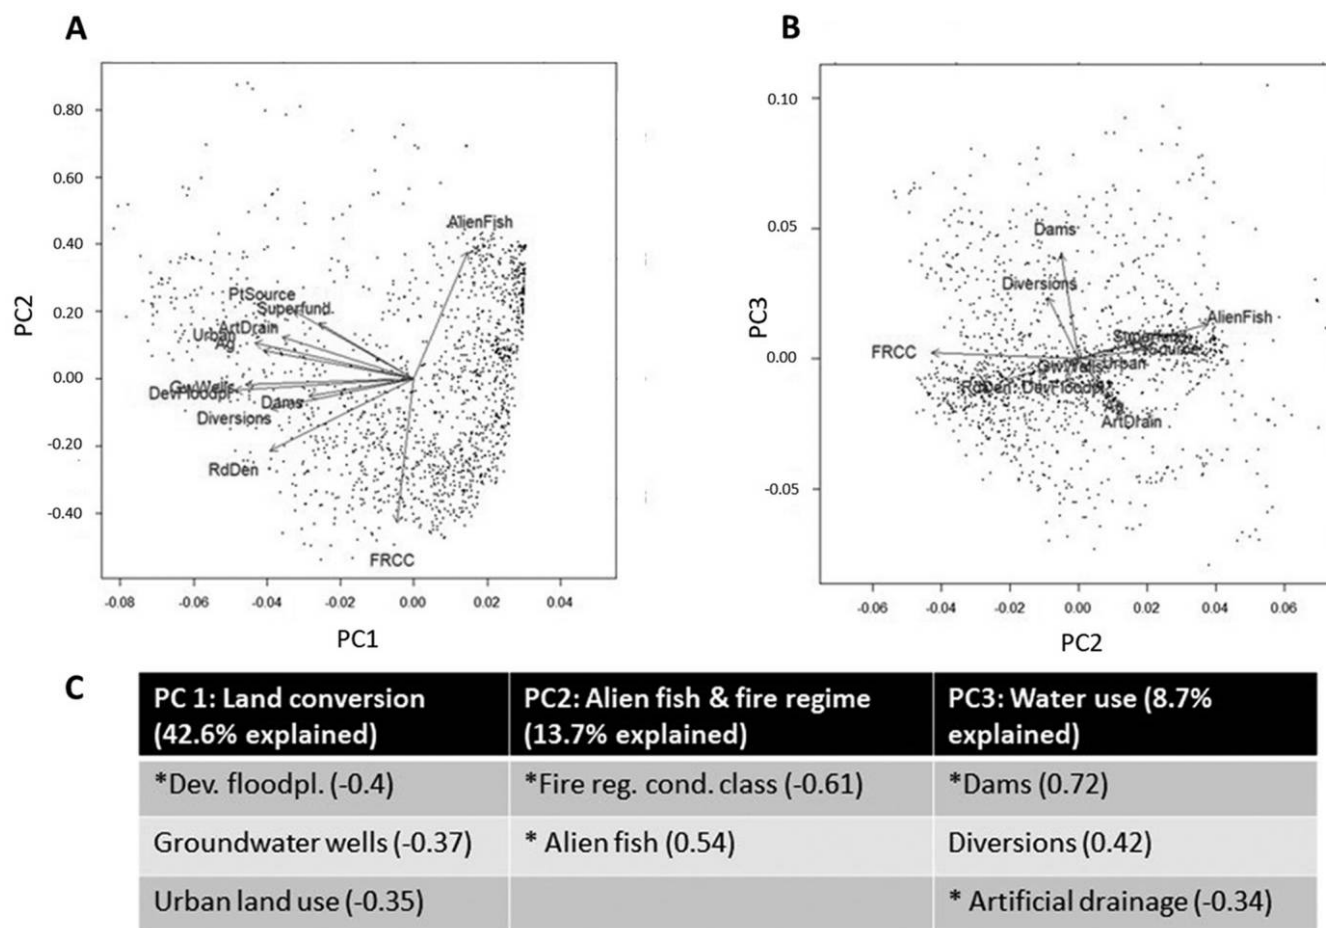 A
B
0.80
0.60
0.40
0.20
0.00
-0.20
-0.40
PC2
AlienFish
PtSource
Superfund
ArtDrain
Urban
Ag
GwWells
DevFloodpl
Dams
Diversions
RdDen
FRCC
-0.08
-0.06
-0.04
-0.02
0.00
0.02
0.04
PC1
0.10
0.05
0.00
-0.05
PC3
Dams
Diversions
AlienFish
FRCC
Superfund
PtSource
Urban
GwWells
RdDen
DevFloodpl
Ag
ArtDrain
-0.06
-0.04
-0.02
0.00
0.02
0.04
0.06
PC2
C
PC 1: Land conversion
(42.6% explained)
PC2: Alien fish & fire regime
(13.7% explained)
PC3: Water use (8.7%
explained)
*Dev. floodpl. (-0.4)
*Fire reg. cond. class (-0.61)
*Dams (0.72)
Groundwater wells (-0.37)
* Alien fish (0.54)
Diversions (0.42)
Urban land use (-0.35)
* Artificial drainage (-0.34)